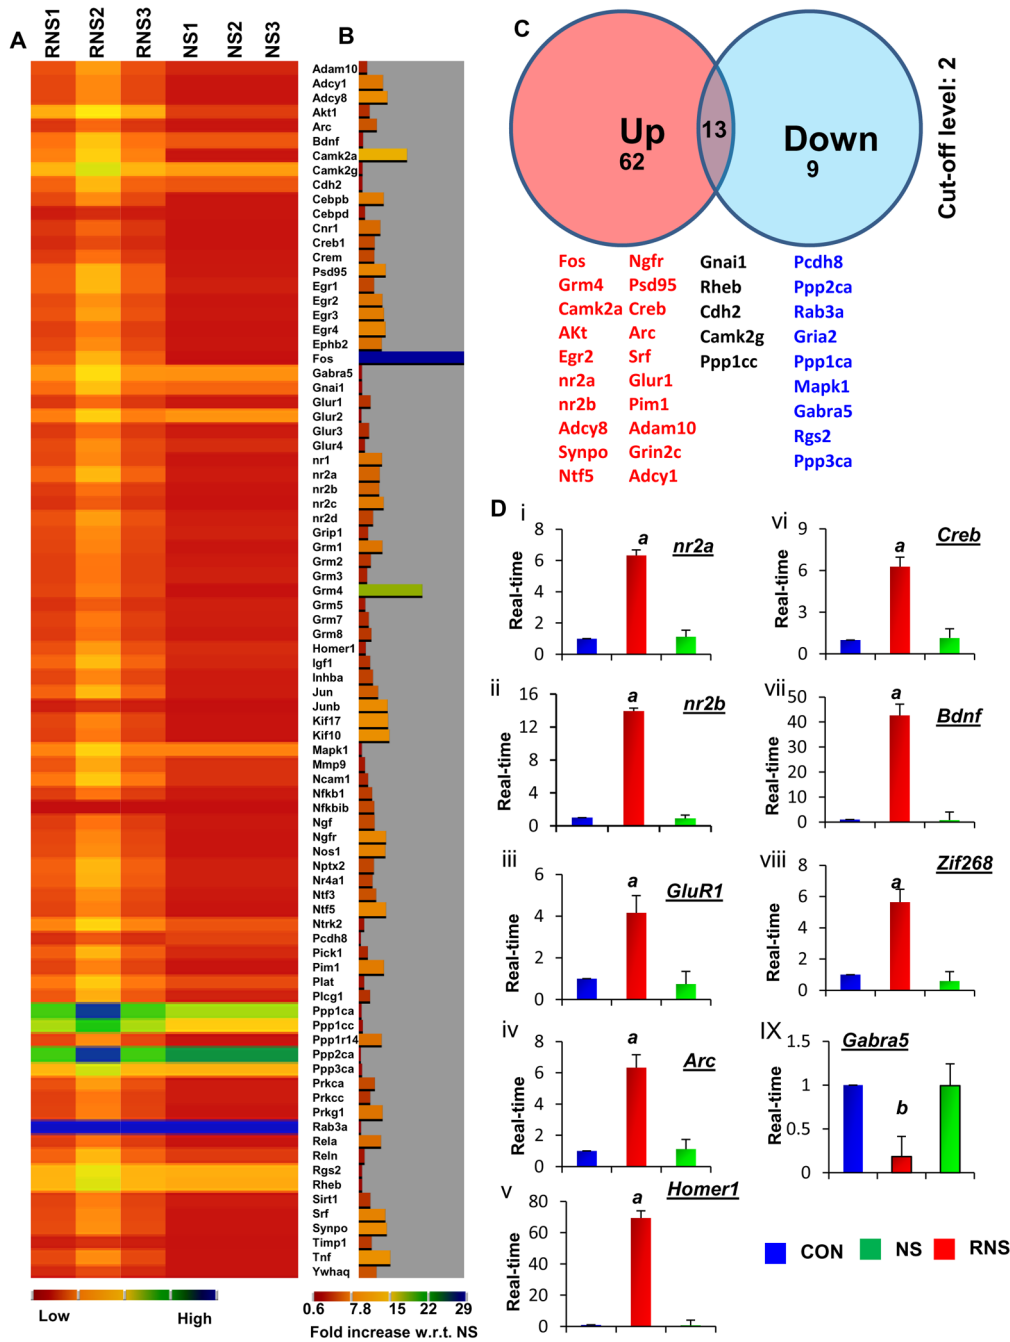 A
RNS1
RNS2
RNS3
NS1
NS2
NS3
B
Adam10
Adcy1
Adcy8
Akt1
Arc
Bdnf
Camk2a
Camk2g
Cdh2
Cebpb
Cebpd
Cnr1
Creb1
Crem
Psd95
Egr1
Egr2
Egr3
Egr4
Ephb2
Fos
Gabra5
Gnai1
Glur1
Glur2
Glur3
Glur4
nr1
nr2a
nr2b
nr2c
nr2d
Grip1
Grm1
Grm2
Grm3
Grm4
Grm5
Grm7
Grm8
Homer1
Igf1
Inhba
Jun
Junb
Kif17
Kif10
Mapk1
Mmp9
Ncam1
Nfkb1
Nfkbib
Ngf
Ngfr
Nos1
Nptx2
Nr4a1
Ntf3
Ntf5
Ntrk2
Pcdh8
Pick1
Pim1
Plat
Plcg1
Ppp1ca
Ppp1cc
Ppp1r14
Ppp2ca
Ppp3ca
Prkca
Prkcc
Prkg1
Rab3a
Rela
Reln
Rgs2
Rheb
Sirt1
Srf
Synpo
Timp1
Tnf
Ywhaq
Low High
0.6 7.8 15 22 29
Fold increase w.r.t. NS
C
Up
62
13
Down
9
Cut-off level: 2
Fos Ngfr Gnai1 Pcdh8
Grm4 Psd95 Rheb Ppp2ca
Camk2a Creb Cdh2 Rab3a
AKt Arc Camk2g Gria2
Egr2 Srf Ppp1cc Ppp1ca
nr2a Glur1 Mapk1
nr2b Pim1 Gabra5
Adcy8 Adam10 Rgs2
Synpo Grin2c Ppp3ca
Ntf5 Adcy1
D
i
nr2a
a
Real-time
8
6
4
2
0
ii
nr2b
a
Real-time
16
12
8
4
0
iii
GluR1
a
Real-time
6
4
2
0
iv
Arc
a
Real-time
8
6
4
2
0
v
Homer1
a
Real-time
80
60
40
20
0
vi
Creb
a
Real-time
9
6
3
0
vii
Bdnf
a
Real-time
50
40
30
20
10
0
viii
Zif268
a
Real-time
8
6
4
2
0
IX
Gabra5
b
Real-time
1.5
1
0.5
0
CON NS RNS